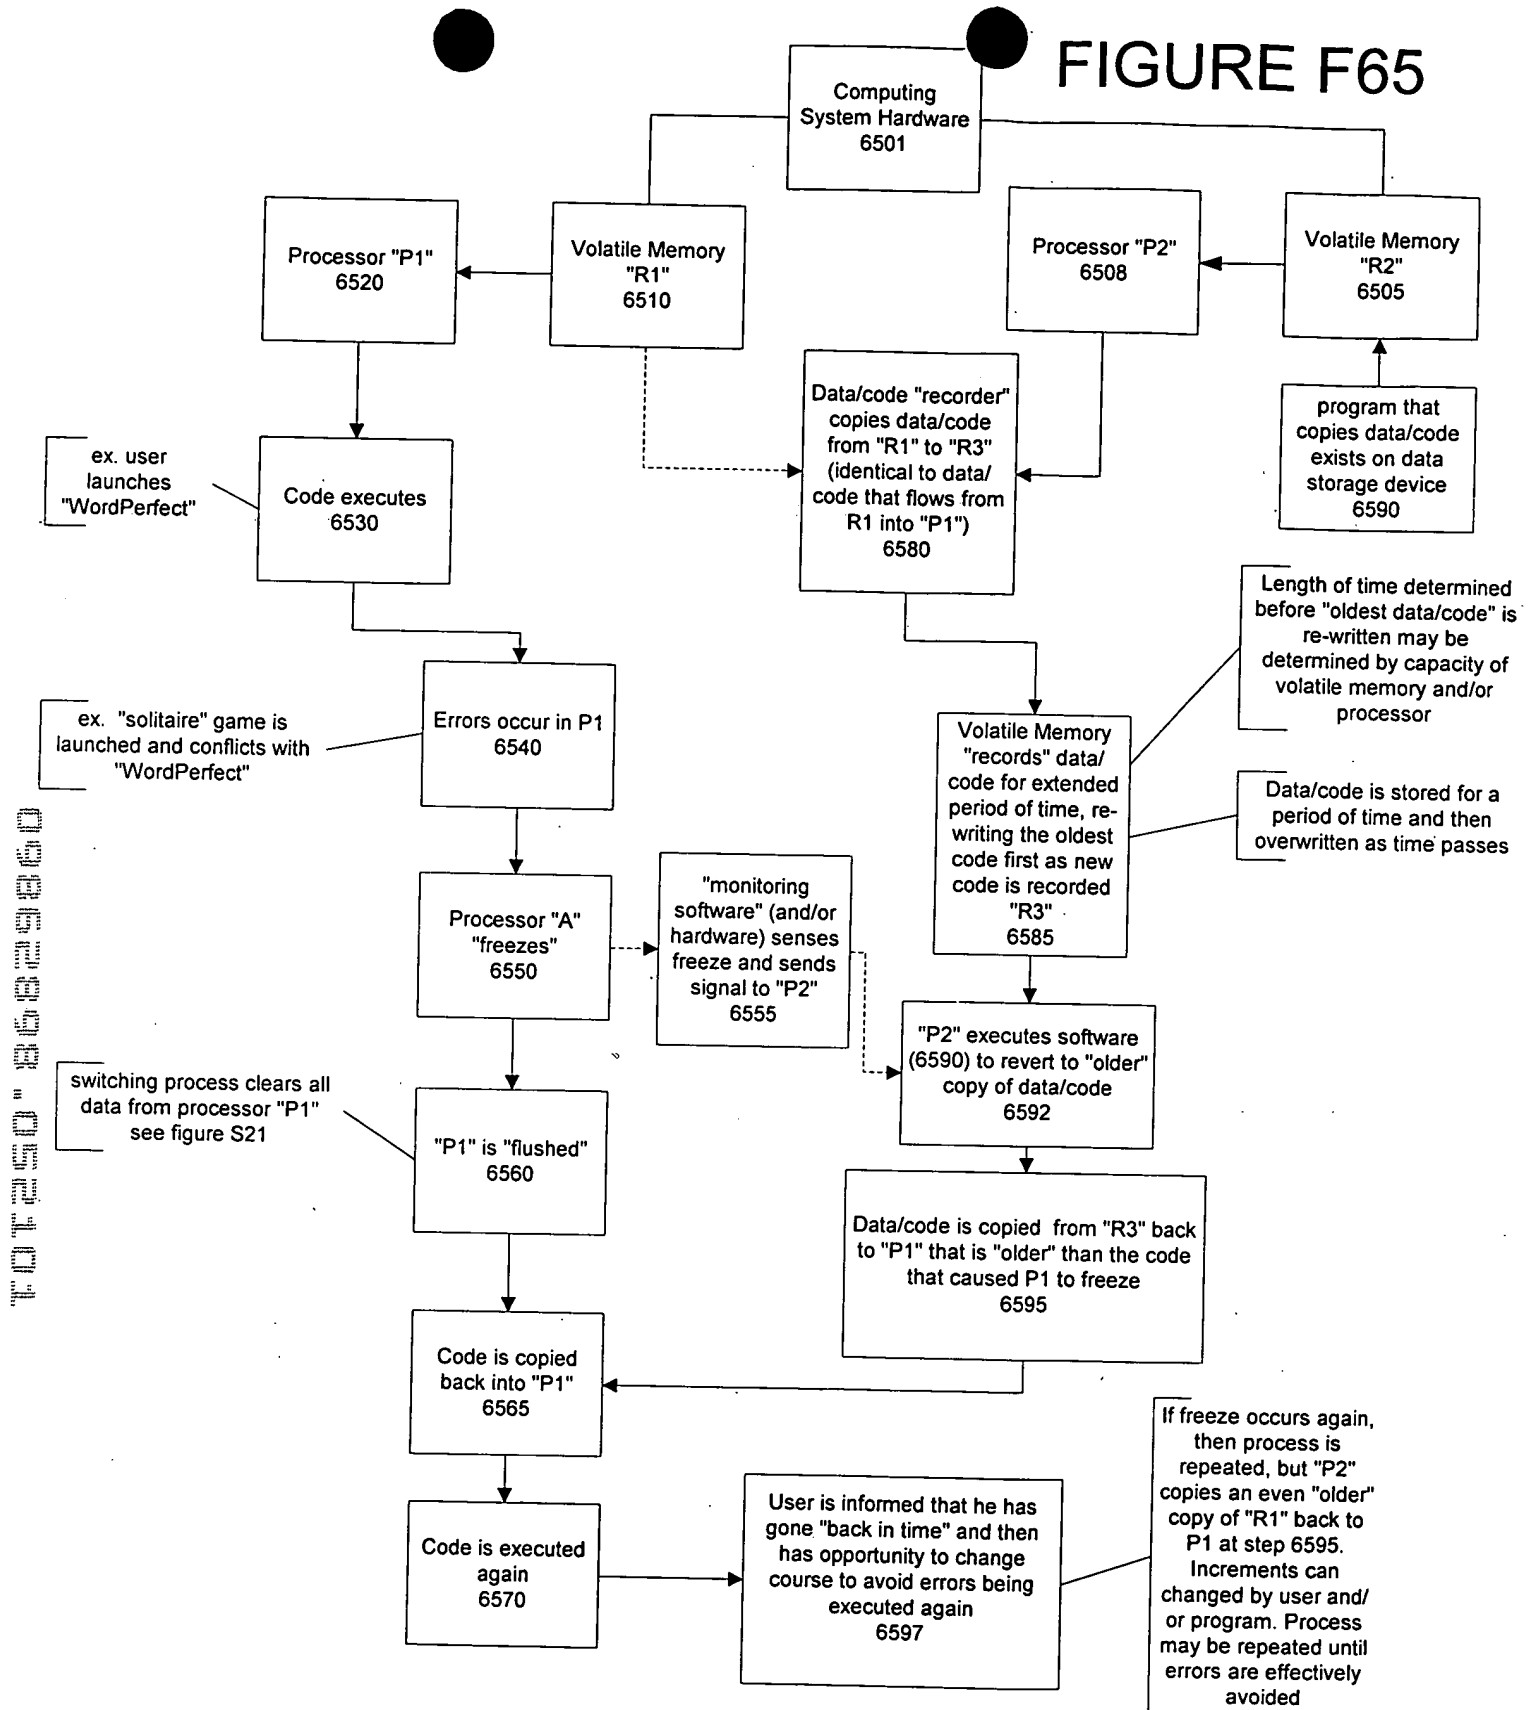 FIGURE F65
Computing
System Hardware
6501
Processor "P1"
6520
Volatile Memory
"R1"
6510
Processor "P2"
6508
Volatile Memory
"R2"
6505
Data/code "recorder"
copies data/code
from "R1" to "R3"
(identical to data/
code that flows from
R1 into "P1")
6580
program that
copies data/code
exists on data
storage device
6590
ex. user
launches
"WordPerfect"
Code executes
6530
Length of time determined
before "oldest data/code" is
re-written may be
determined by capacity of
volatile memory and/or
processor
ex. "solitaire" game is
launched and conflicts with
"WordPerfect"
Errors occur in P1
6540
Volatile Memory
"records" data/
code for extended
period of time, re-
writing the oldest
code first as new
code is recorded
"R3"
6585
Data/code is stored for a
period of time and then
overwritten as time passes
Processor "A"
"freezes"
6550
"monitoring
software" (and/or
hardware) senses
freeze and sends
signal to "P2"
6555
"P2" executes software
(6590) to revert to "older"
copy of data/code
6592
switching process clears all
data from processor "P1"
see figure S21
"P1" is "flushed"
6560
Data/code is copied from "R3" back
to "P1" that is "older" than the code
that caused P1 to freeze
6595
Code is copied
back into "P1"
6565
Code is executed
again
6570
User is informed that he has
gone "back in time" and then
has opportunity to change
course to avoid errors being
executed again
6597
If freeze occurs again,
then process is
repeated, but "P2"
copies an even "older"
copy of "R1" back to
P1 at step 6595.
Increments can
changed by user and/
or program. Process
may be repeated until
errors are effectively
avoided
09862898.052101